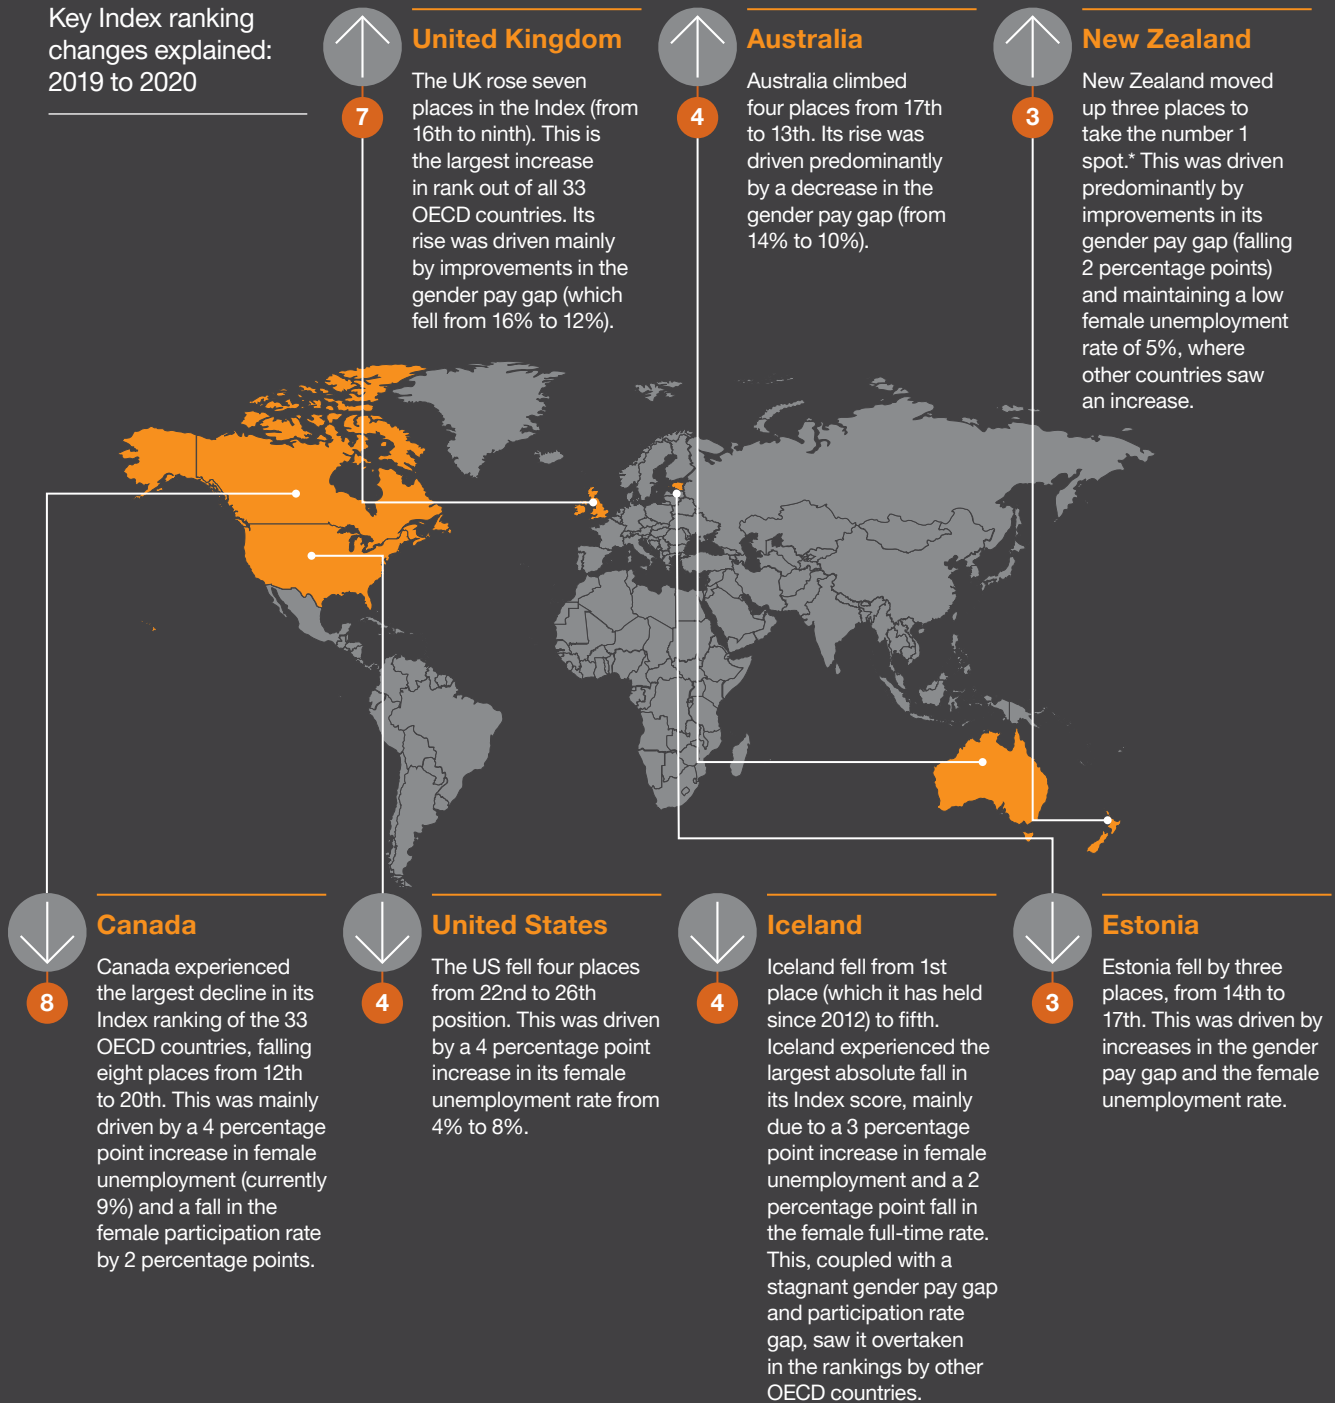 Key Index ranking
changes explained:
2019 to 2020
7
United Kingdom
The UK rose seven
places in the Index (from
16th to ninth). This is
the largest increase
in rank out of all 33
OECD countries. Its
rise was driven mainly
by improvements in the
gender pay gap (which
fell from 16% to 12%).
4
Australia
Australia climbed
four places from 17th
to 13th. Its rise was
driven predominantly
by a decrease in the
gender pay gap (from
14% to 10%).
3
New Zealand
New Zealand moved
up three places to
take the number 1
spot.* This was driven
predominantly by
improvements in its
gender pay gap (falling
2 percentage points)
and maintaining a low
female unemployment
rate of 5%, where
other countries saw
an increase.
8
Canada
Canada experienced
the largest decline in its
Index ranking of the 33
OECD countries, falling
eight places from 12th
to 20th. This was mainly
driven by a 4 percentage
point increase in female
unemployment (currently
9%) and a fall in the
female participation rate
by 2 percentage points.
4
United States
The US fell four places
from 22nd to 26th
position. This was driven
by a 4 percentage point
increase in its female
unemployment rate from
4% to 8%.
4
Iceland
Iceland fell from 1st
place (which it has held
since 2012) to fifth.
Iceland experienced the
largest absolute fall in
its Index score, mainly
due to a 3 percentage
point increase in female
unemployment and a 2
percentage point fall in
the female full-time rate.
This, coupled with a
stagnant gender pay gap
and participation rate
gap, saw it overtaken
in the rankings by other
OECD countries.
3
Estonia
Estonia fell by three
places, from 14th to
17th. This was driven by
increases in the gender
pay gap and the female
unemployment rate.